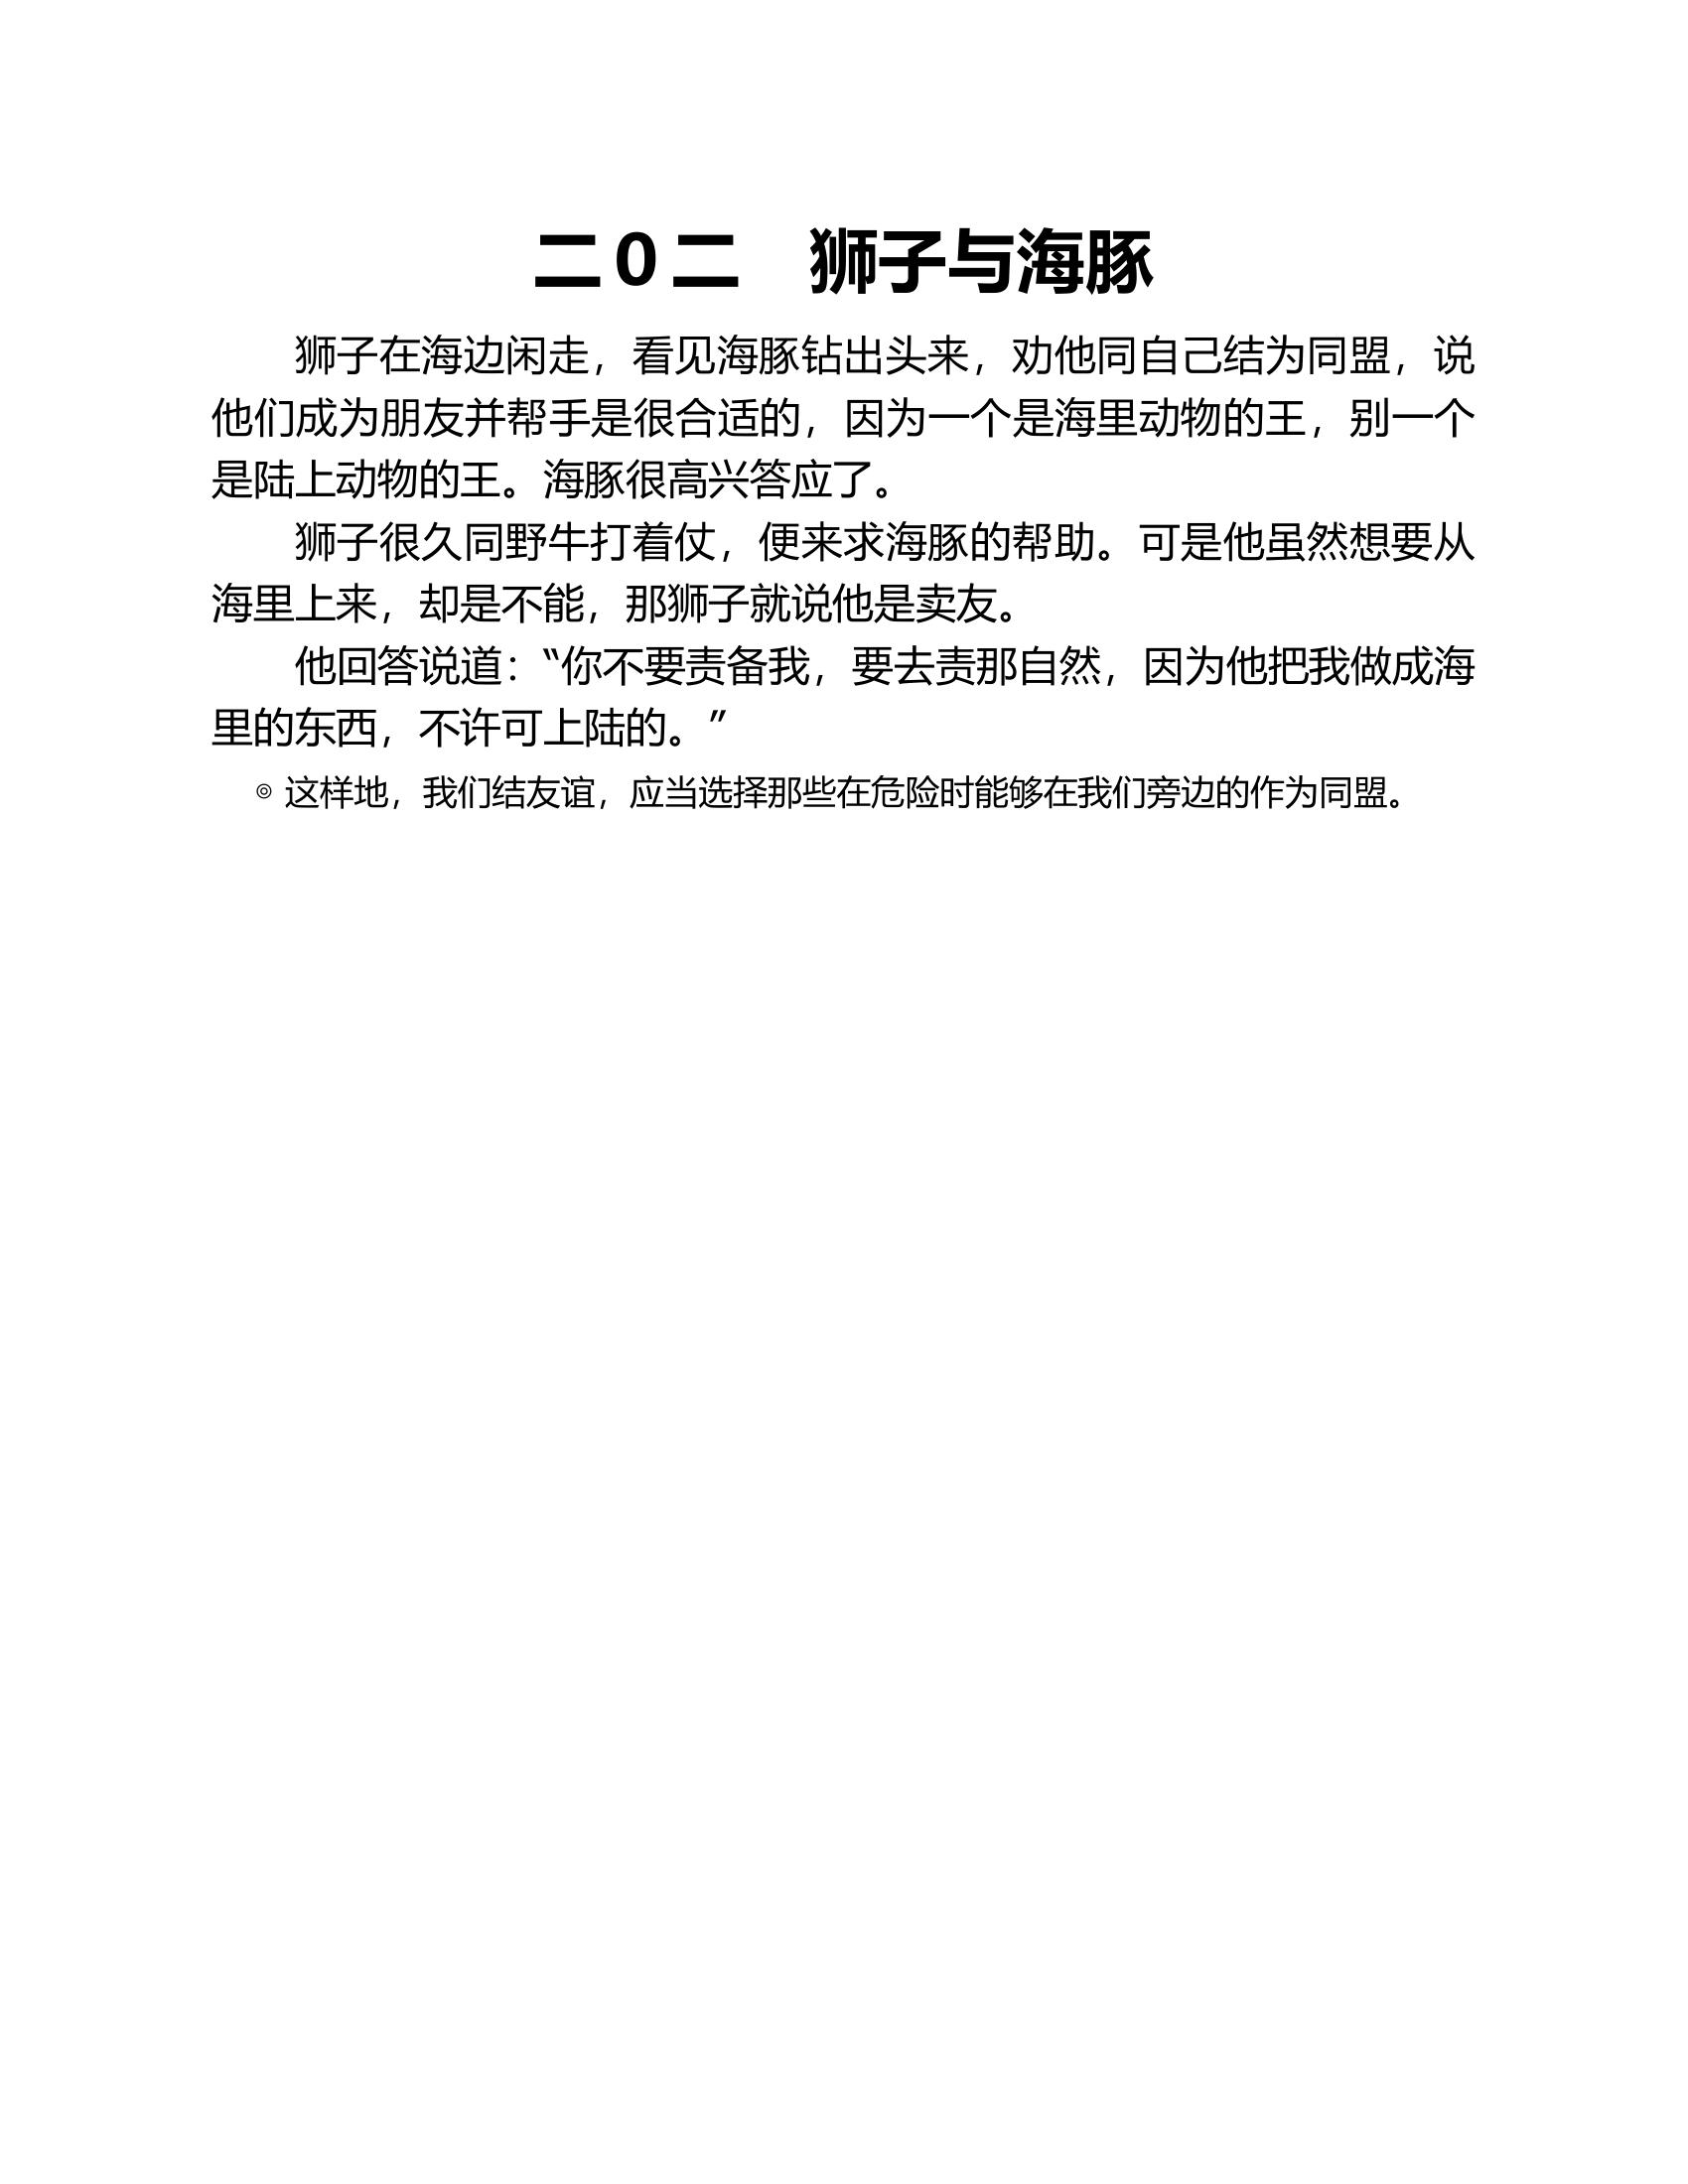 二0二 狮子与海豚
狮子在海边闲走，看见海豚钻出头来，劝他同自己结为同盟，说
他们成为朋友并帮手是很合适的，因为一个是海里动物的王，别一个
是陆上动物的王。海豚很高兴答应了。
狮子很久同野牛打着仗，便来求海豚的帮助。可是他虽然想要从
海里上来，却是不能，那狮子就说他是卖友。
他回答说道：“你不要责备我，要去责那自然，因为他把我做成海
里的东西，不许可上陆的。”
◎ 这样地，我们结友谊，应当选择那些在危险时能够在我们旁边的作为同盟。